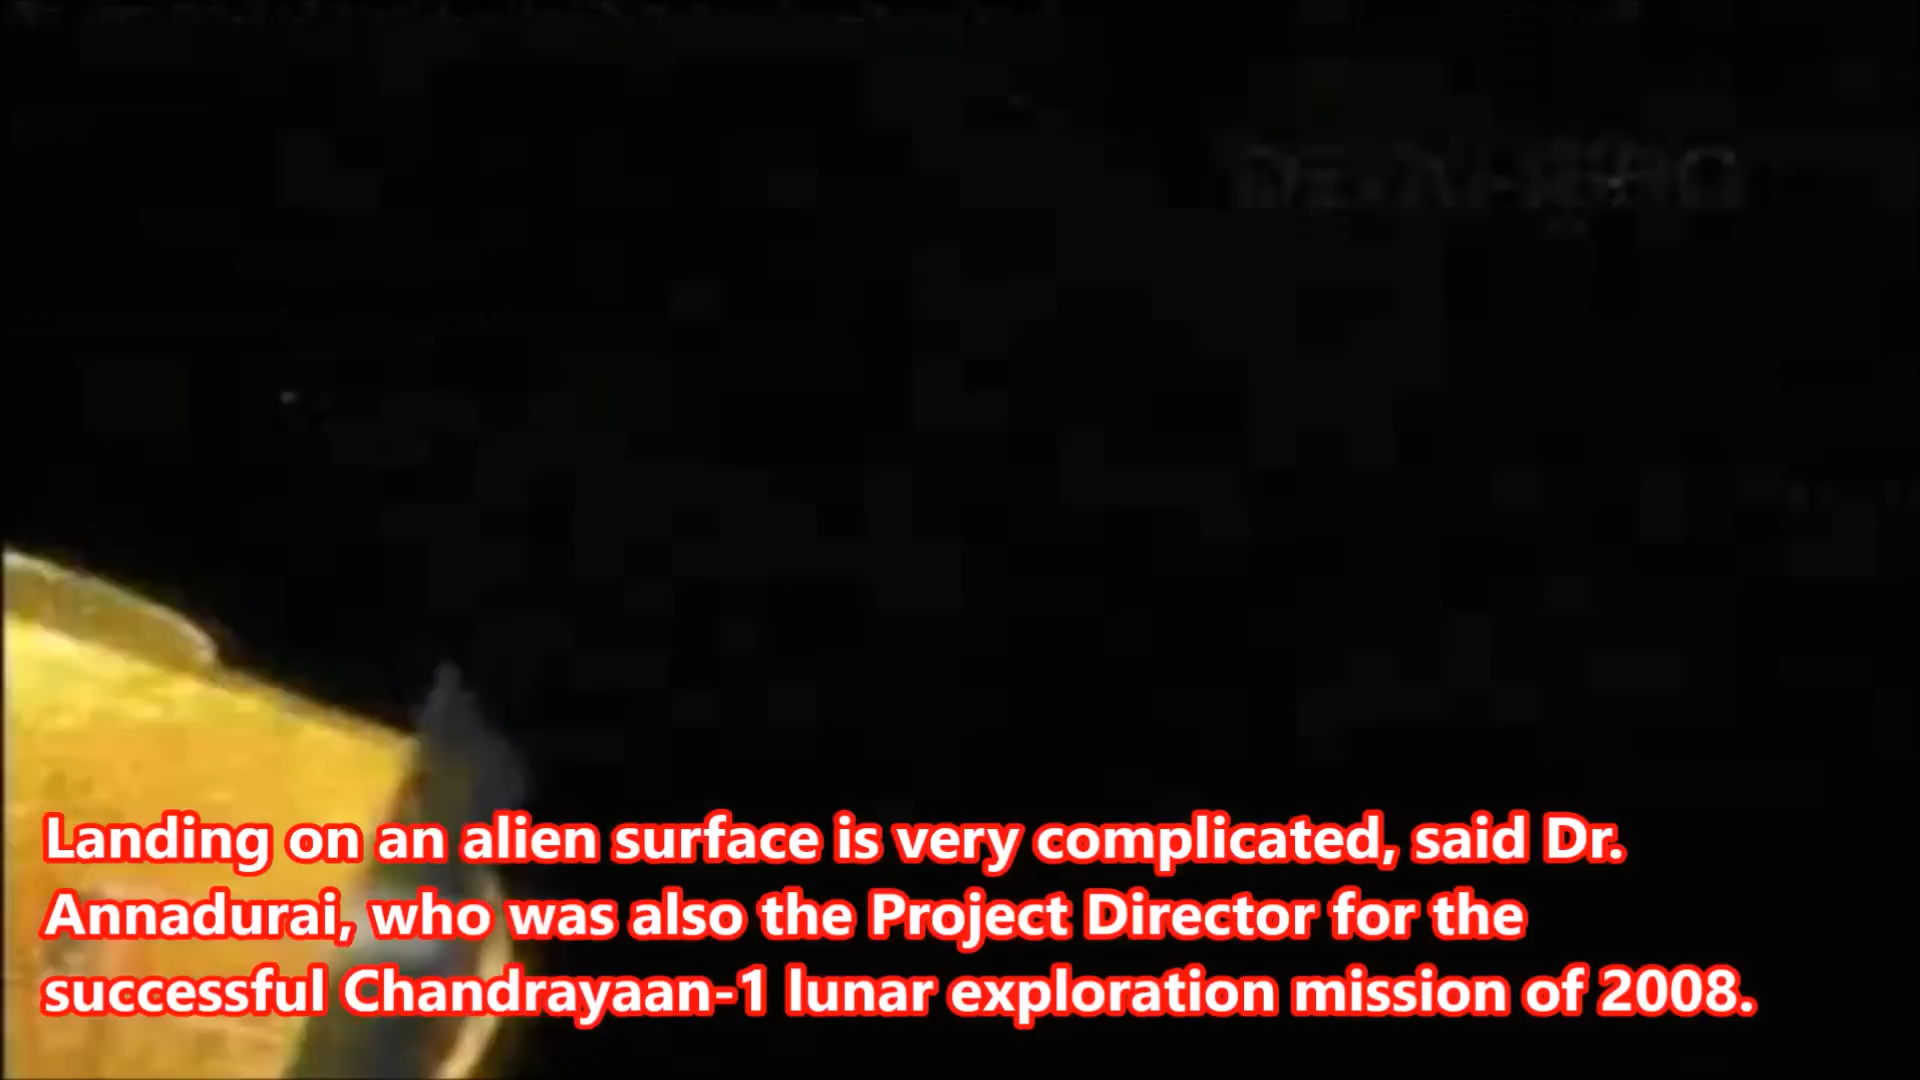 Landing on an alien surface is very complicated, said Dr.
Annadurai, who was also the Project Director for the
successful Chandrayaan-1 lunar exploration mission of 2008.